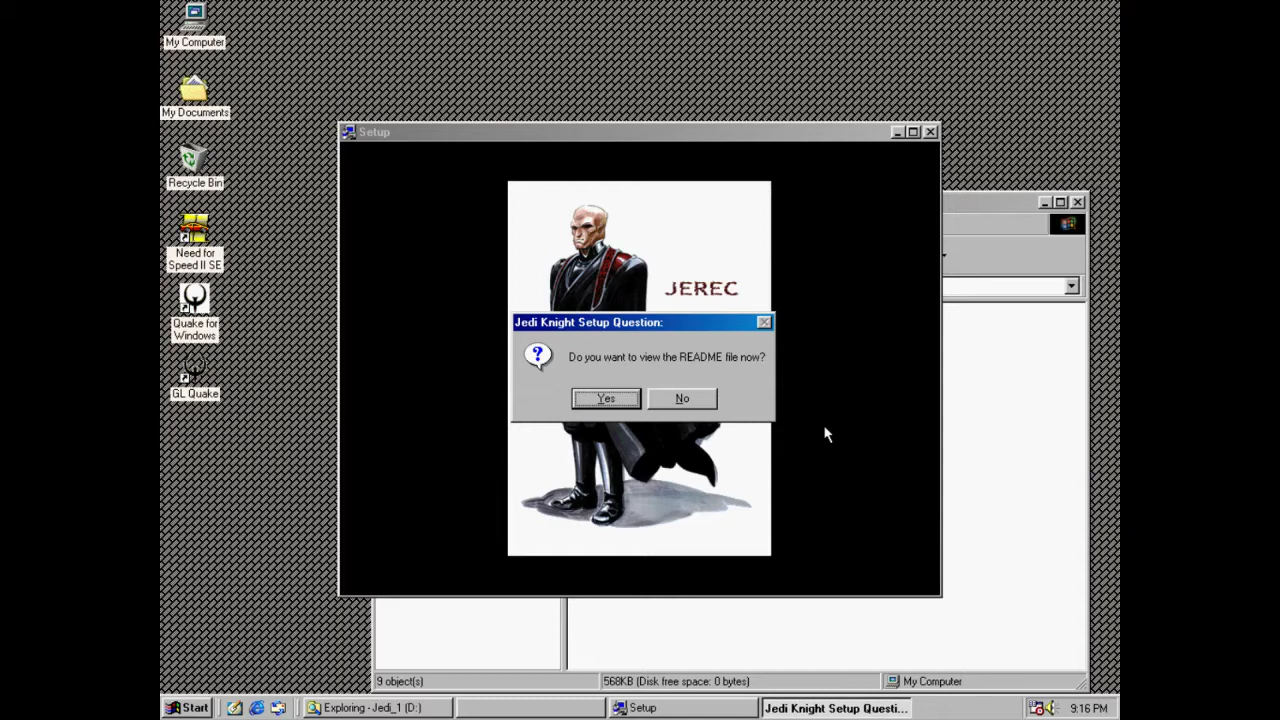 My Computer
My Documents
Recycle Bin
Need for
Speed II SE
Quake for
Windows
GL Quake
Setup
JEREC
Jedi Knight Setup Question:
Do you want to view the README file now?
Yes
No
9 object(s)
568KB (Disk free space: 0 bytes)
My Computer
Start
Exploring - Jedi_1 (D:)
Setup
Jedi Knight Setup Questi...
9:16 PM